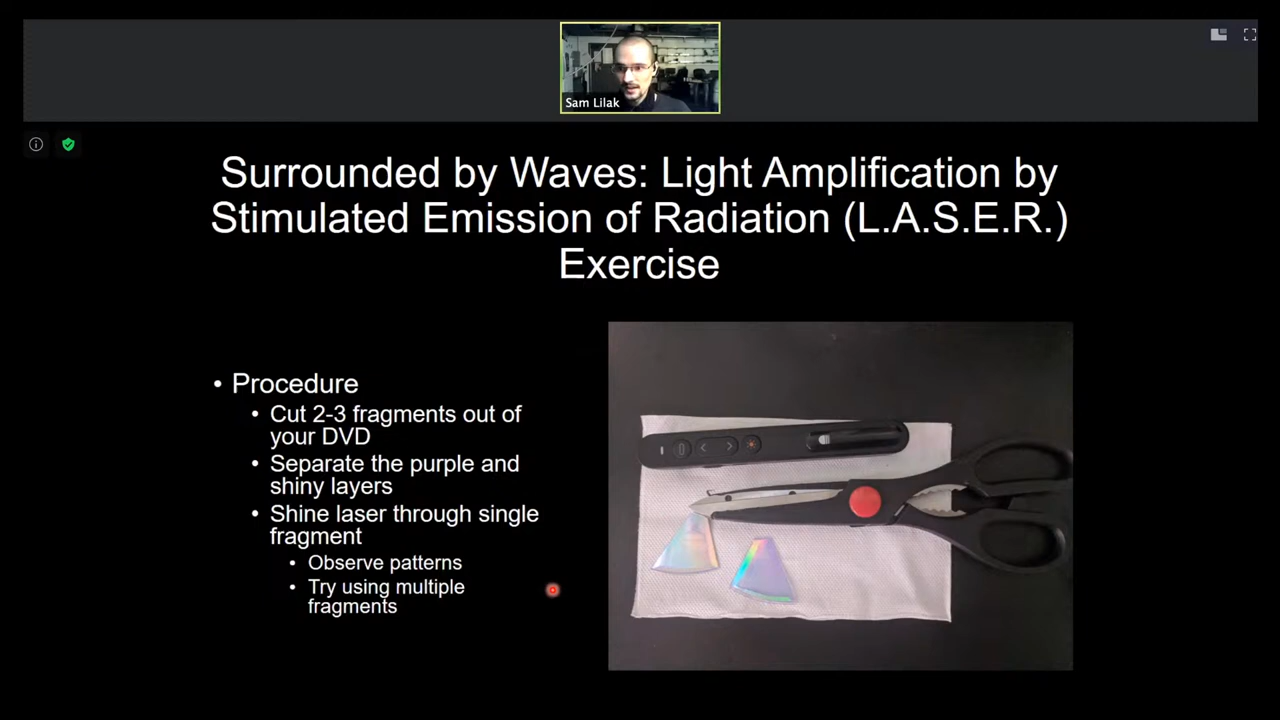 Sam Lilak
Surrounded by Waves: Light Amplification by
Stimulated Emission of Radiation (L.A.S.E.R.)
Exercise
• Procedure
• Cut 2-3 fragments out of
your DVD
• Separate the purple and
shiny layers
• Shine laser through single
fragment
• Observe patterns
• Try using multiple
fragments